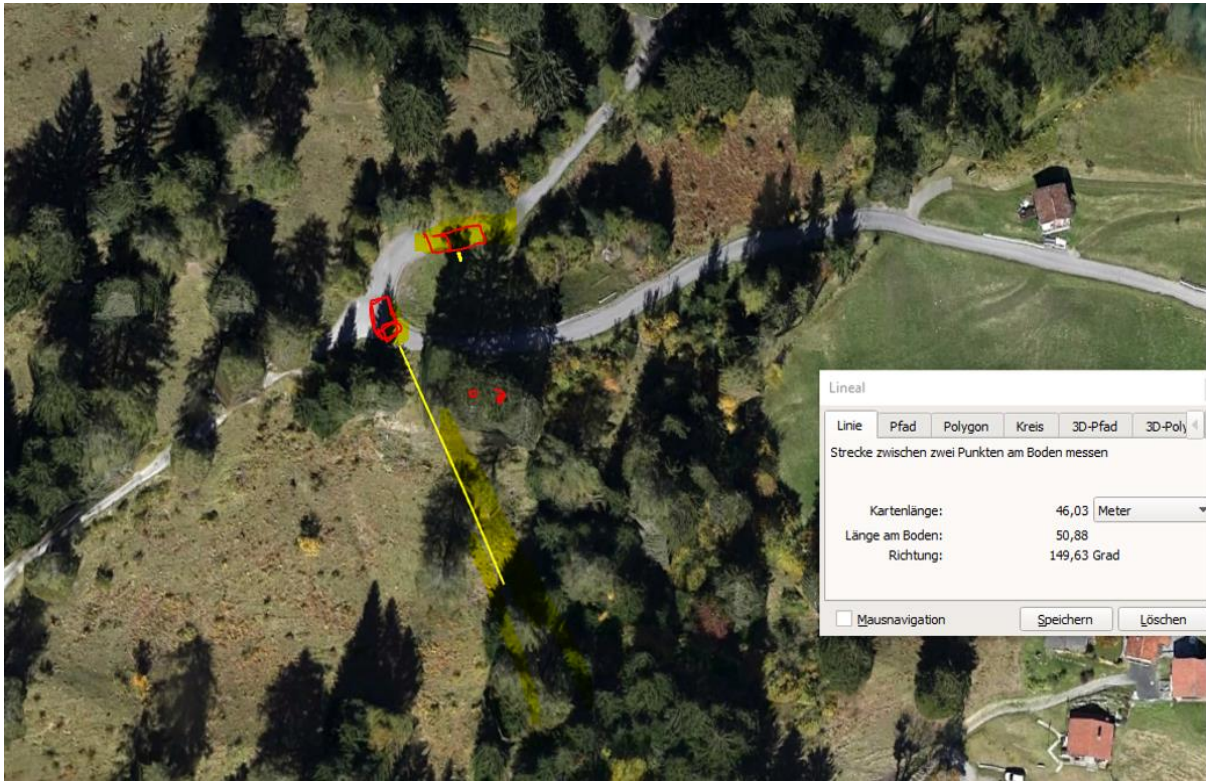 Lineal
Linie Pfad Polygon Kreis 3D-Pfad 3D-Poly
Strecke zwischen zwei Punkten am Boden messen
Kartenlänge: 46,03 Meter
Länge am Boden: 50,88
Richtung: 149,63 Grad
Mausnavigation Speichern Löschen